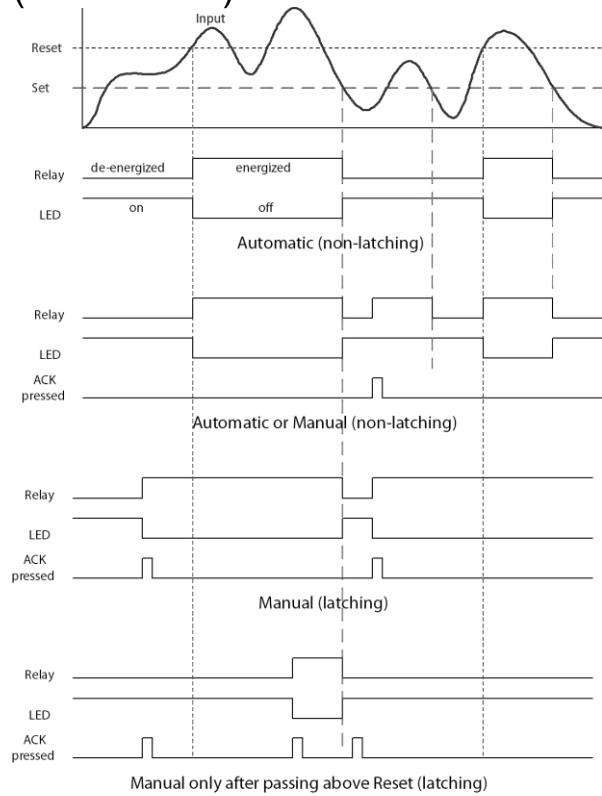 Input
Reset
Set
Relay
de-energized
energized
LED
on
off
Automatic (non-latching)
Relay
LED
ACK
pressed
Automatic or Manual (non-latching)
Relay
LED
ACK
pressed
Manual (latching)
Relay
LED
ACK
pressed
Manual only after passing above Reset (latching)